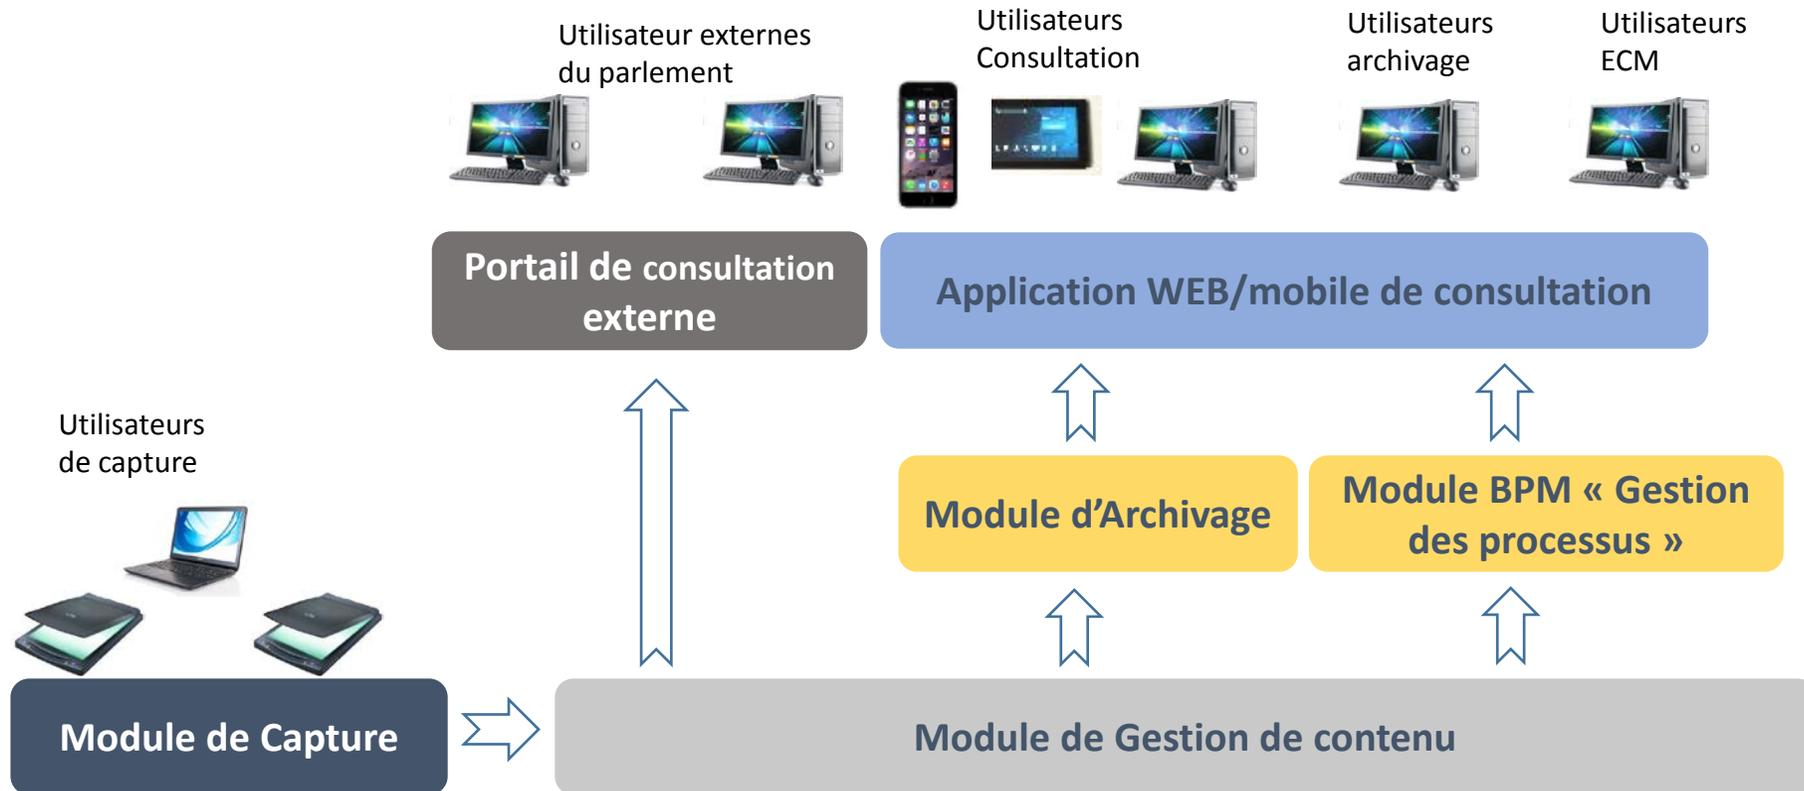 Utilisateur externes
du parlement
Utilisateurs
Consultation
Utilisateurs
archivage
Utilisateurs
ECM
Portail de consultation
externe
Application WEB/mobile de consultation
Utilisateurs
de capture
Module d’Archivage
Module BPM « Gestion
des processus »
Module de Capture
Module de Gestion de contenu